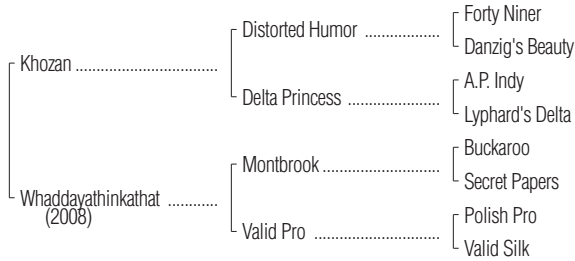 Forty Niner
Distorted Humor ..................
Danzig's Beauty
Khozan ..................................
A.P. Indy
Delta Princess ......................
Lyphard's Delta
Buckaroo
Montbrook ............................
Secret Papers
Whaddayathinkathat ............
(2008)
Polish Pro
Valid Pro ..............................
Valid Silk